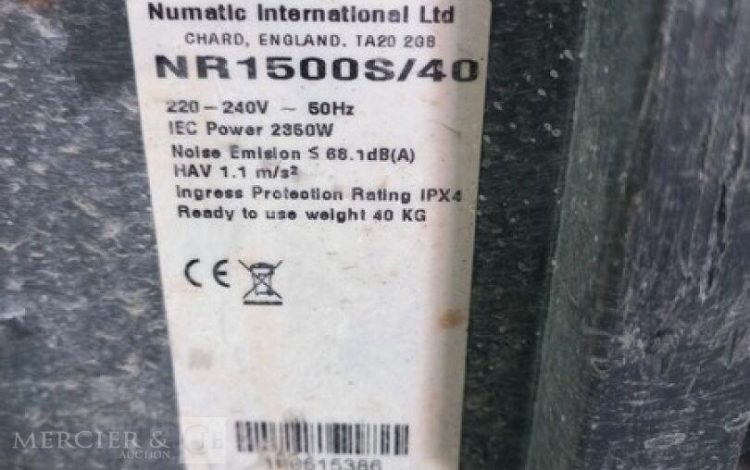 Numatic International Ltd
CHARD, ENGLAND. TA20 2GB
NR1500S/40
220-240V ~ 50Hz
IEC Power 2350W
Noise Emision ≤ 68.1dB(A)
HAV 1.1 m/s²
Ingress Protection Rating IPX4
Ready to use weight 40 KG
CE
MERCIER &
AUCTION